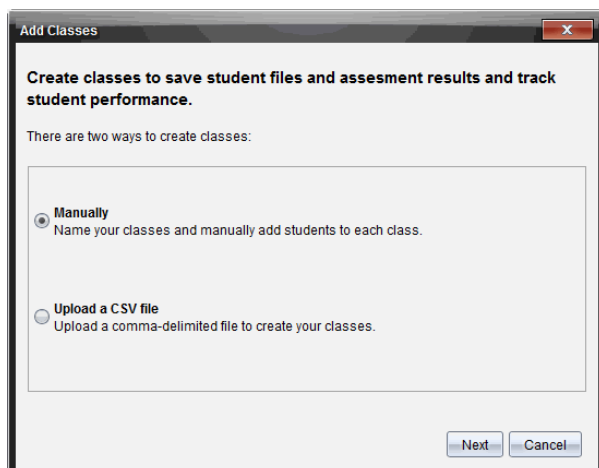 Add Classes
X
Create classes to save student files and assesment results and track
student performance.
There are two ways to create classes:
Manually
Name your classes and manually add students to each class.
Upload a CSV file
Upload a comma-delimited file to create your classes.
Next Cancel